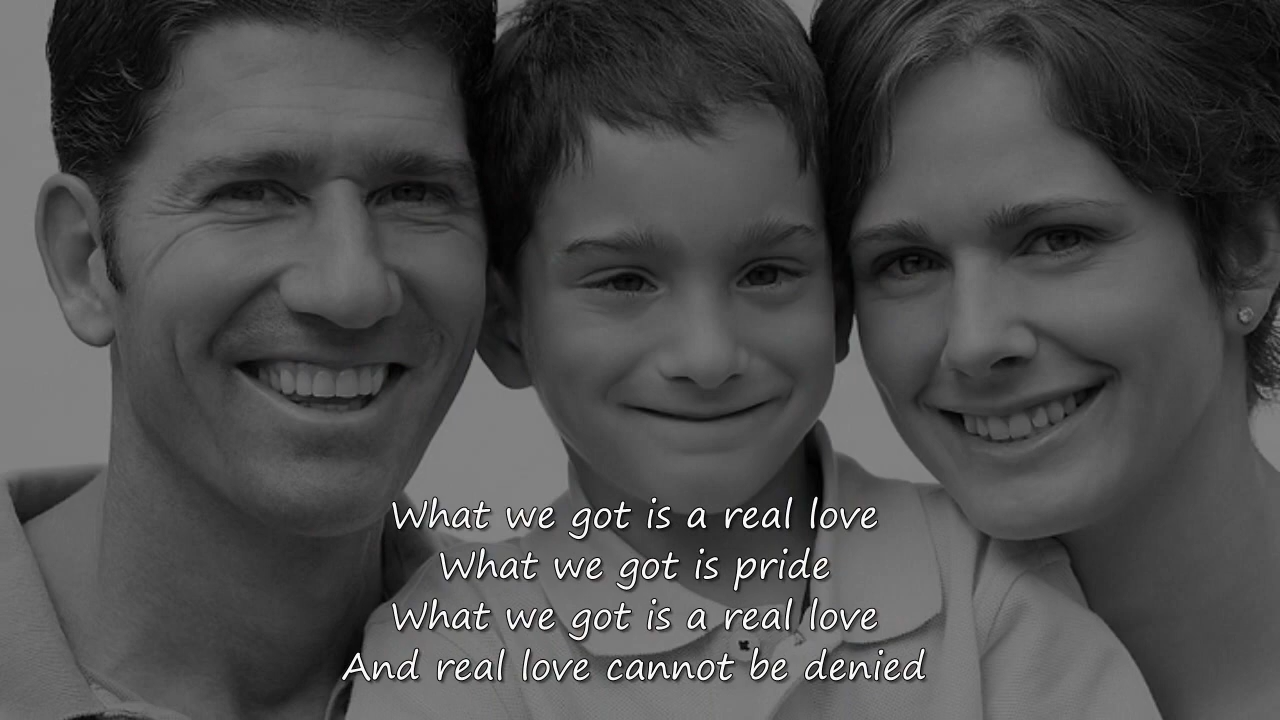 What we got is a real love
What we got is pride
What we got is a real love
And real love cannot be denied